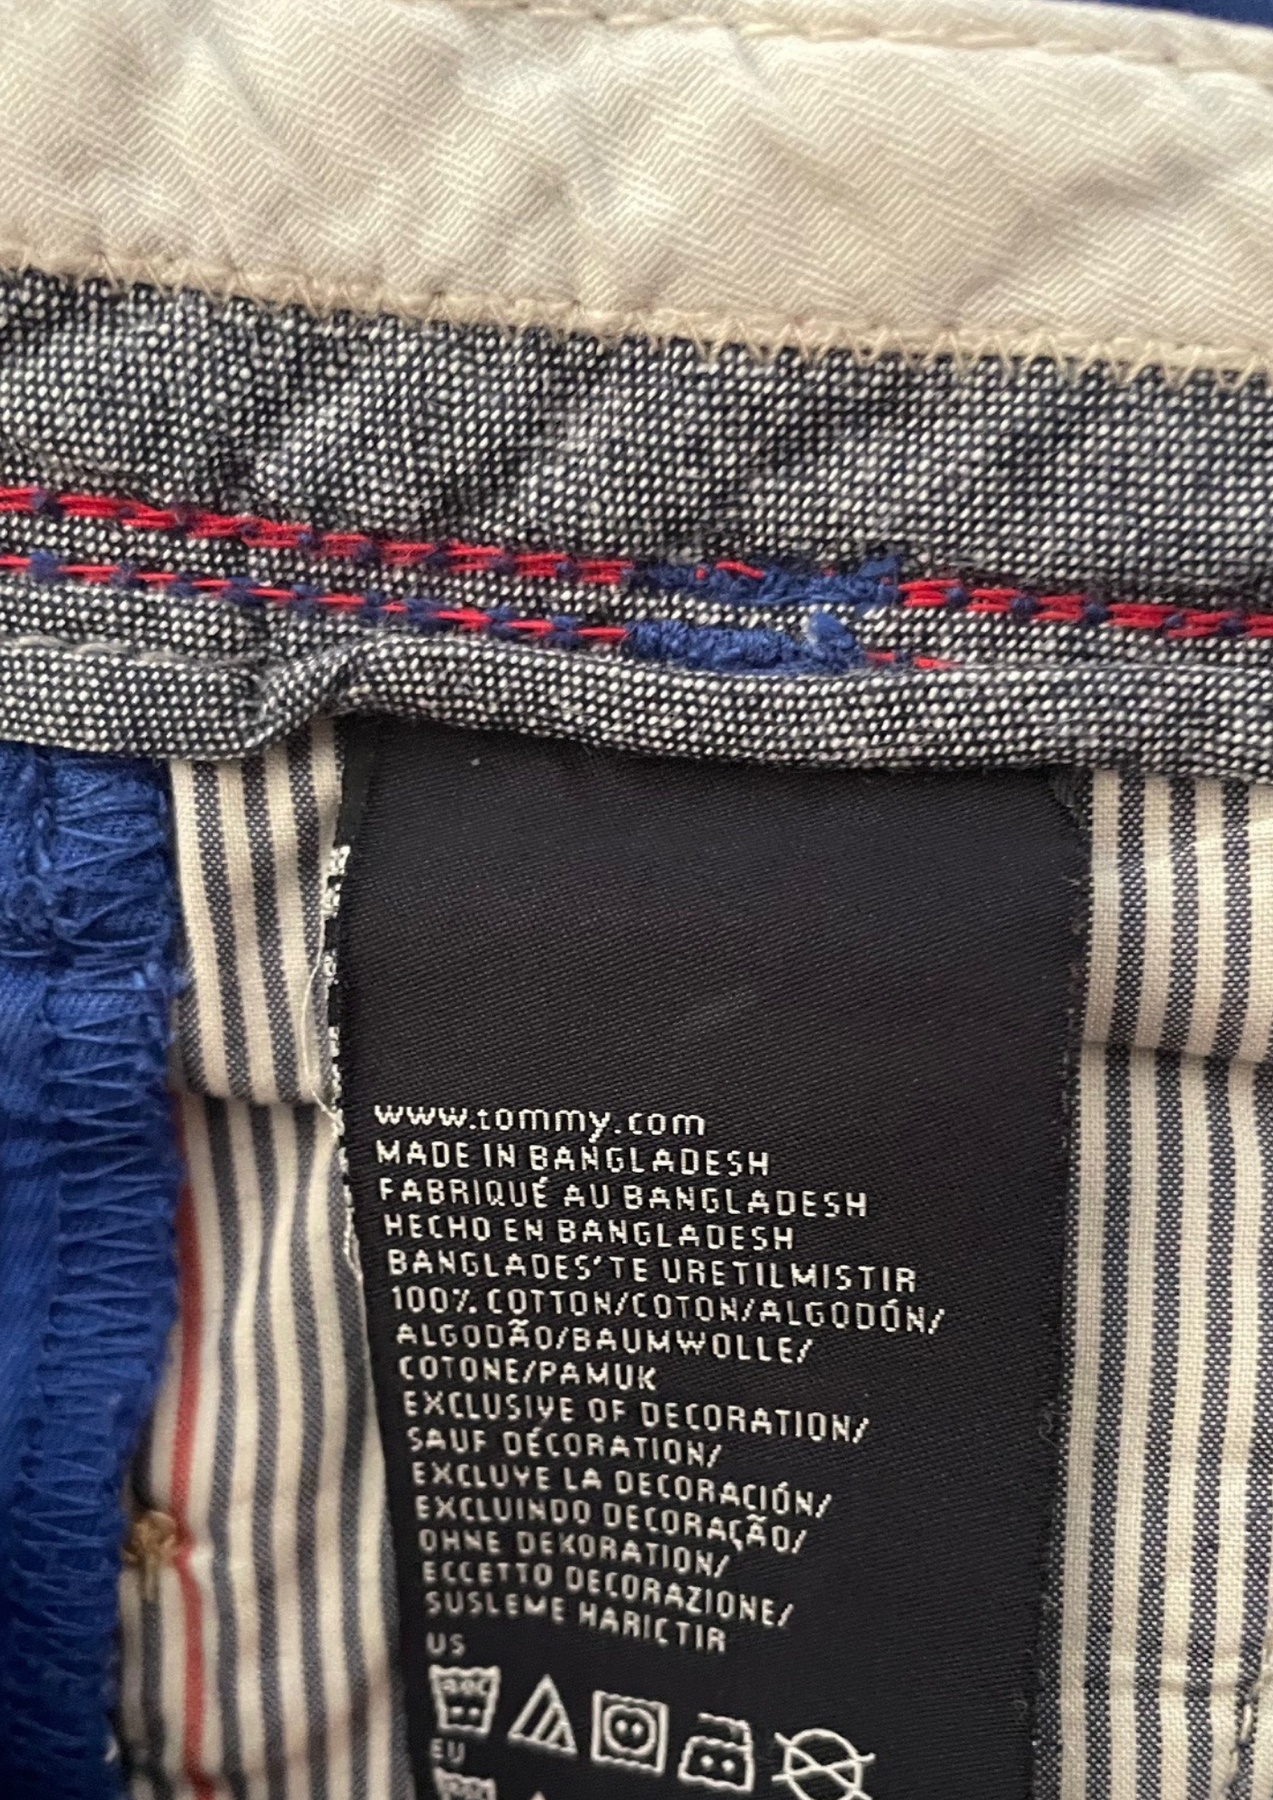 www.tommy.com
MADE IN BANGLADESH
FABRIQUÉ AU BANGLADESH
HECHO EN BANGLADESH
BANGLADES'TE URETILMISTIR
100% COTTON/COTON/ALGODÓN/
ALGODÃO/BAUMWOLLE/
COTONE/PAMUK
EXCLUSIVE OF DECORATION/
SAUF DÉCORATION/
EXCLUYE LA DECORACIÓN/
EXCLUINDO DECORAÇÃO/
OHNE DEKORATION/
ECCETTO DECORAZIONE/
SUSLEME HARICTIR
US
EU